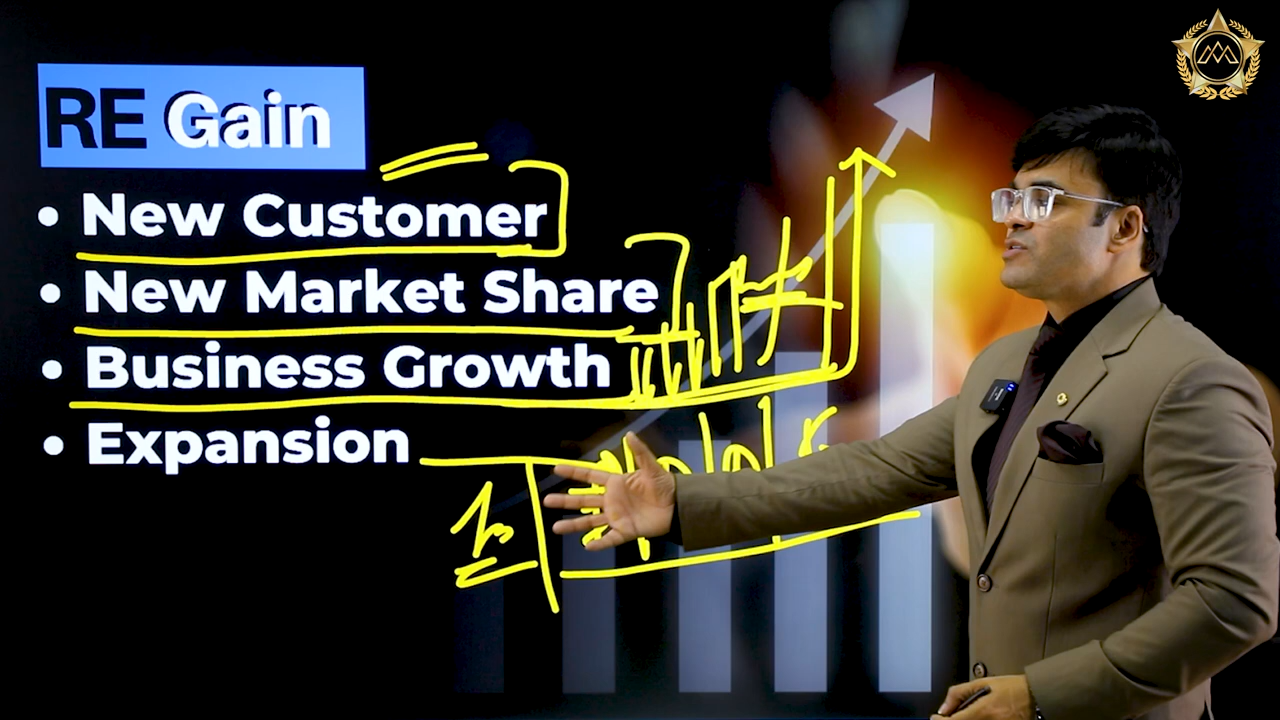 RE Gain
• New Customer
• New Market Share
• Business Growth
• Expansion